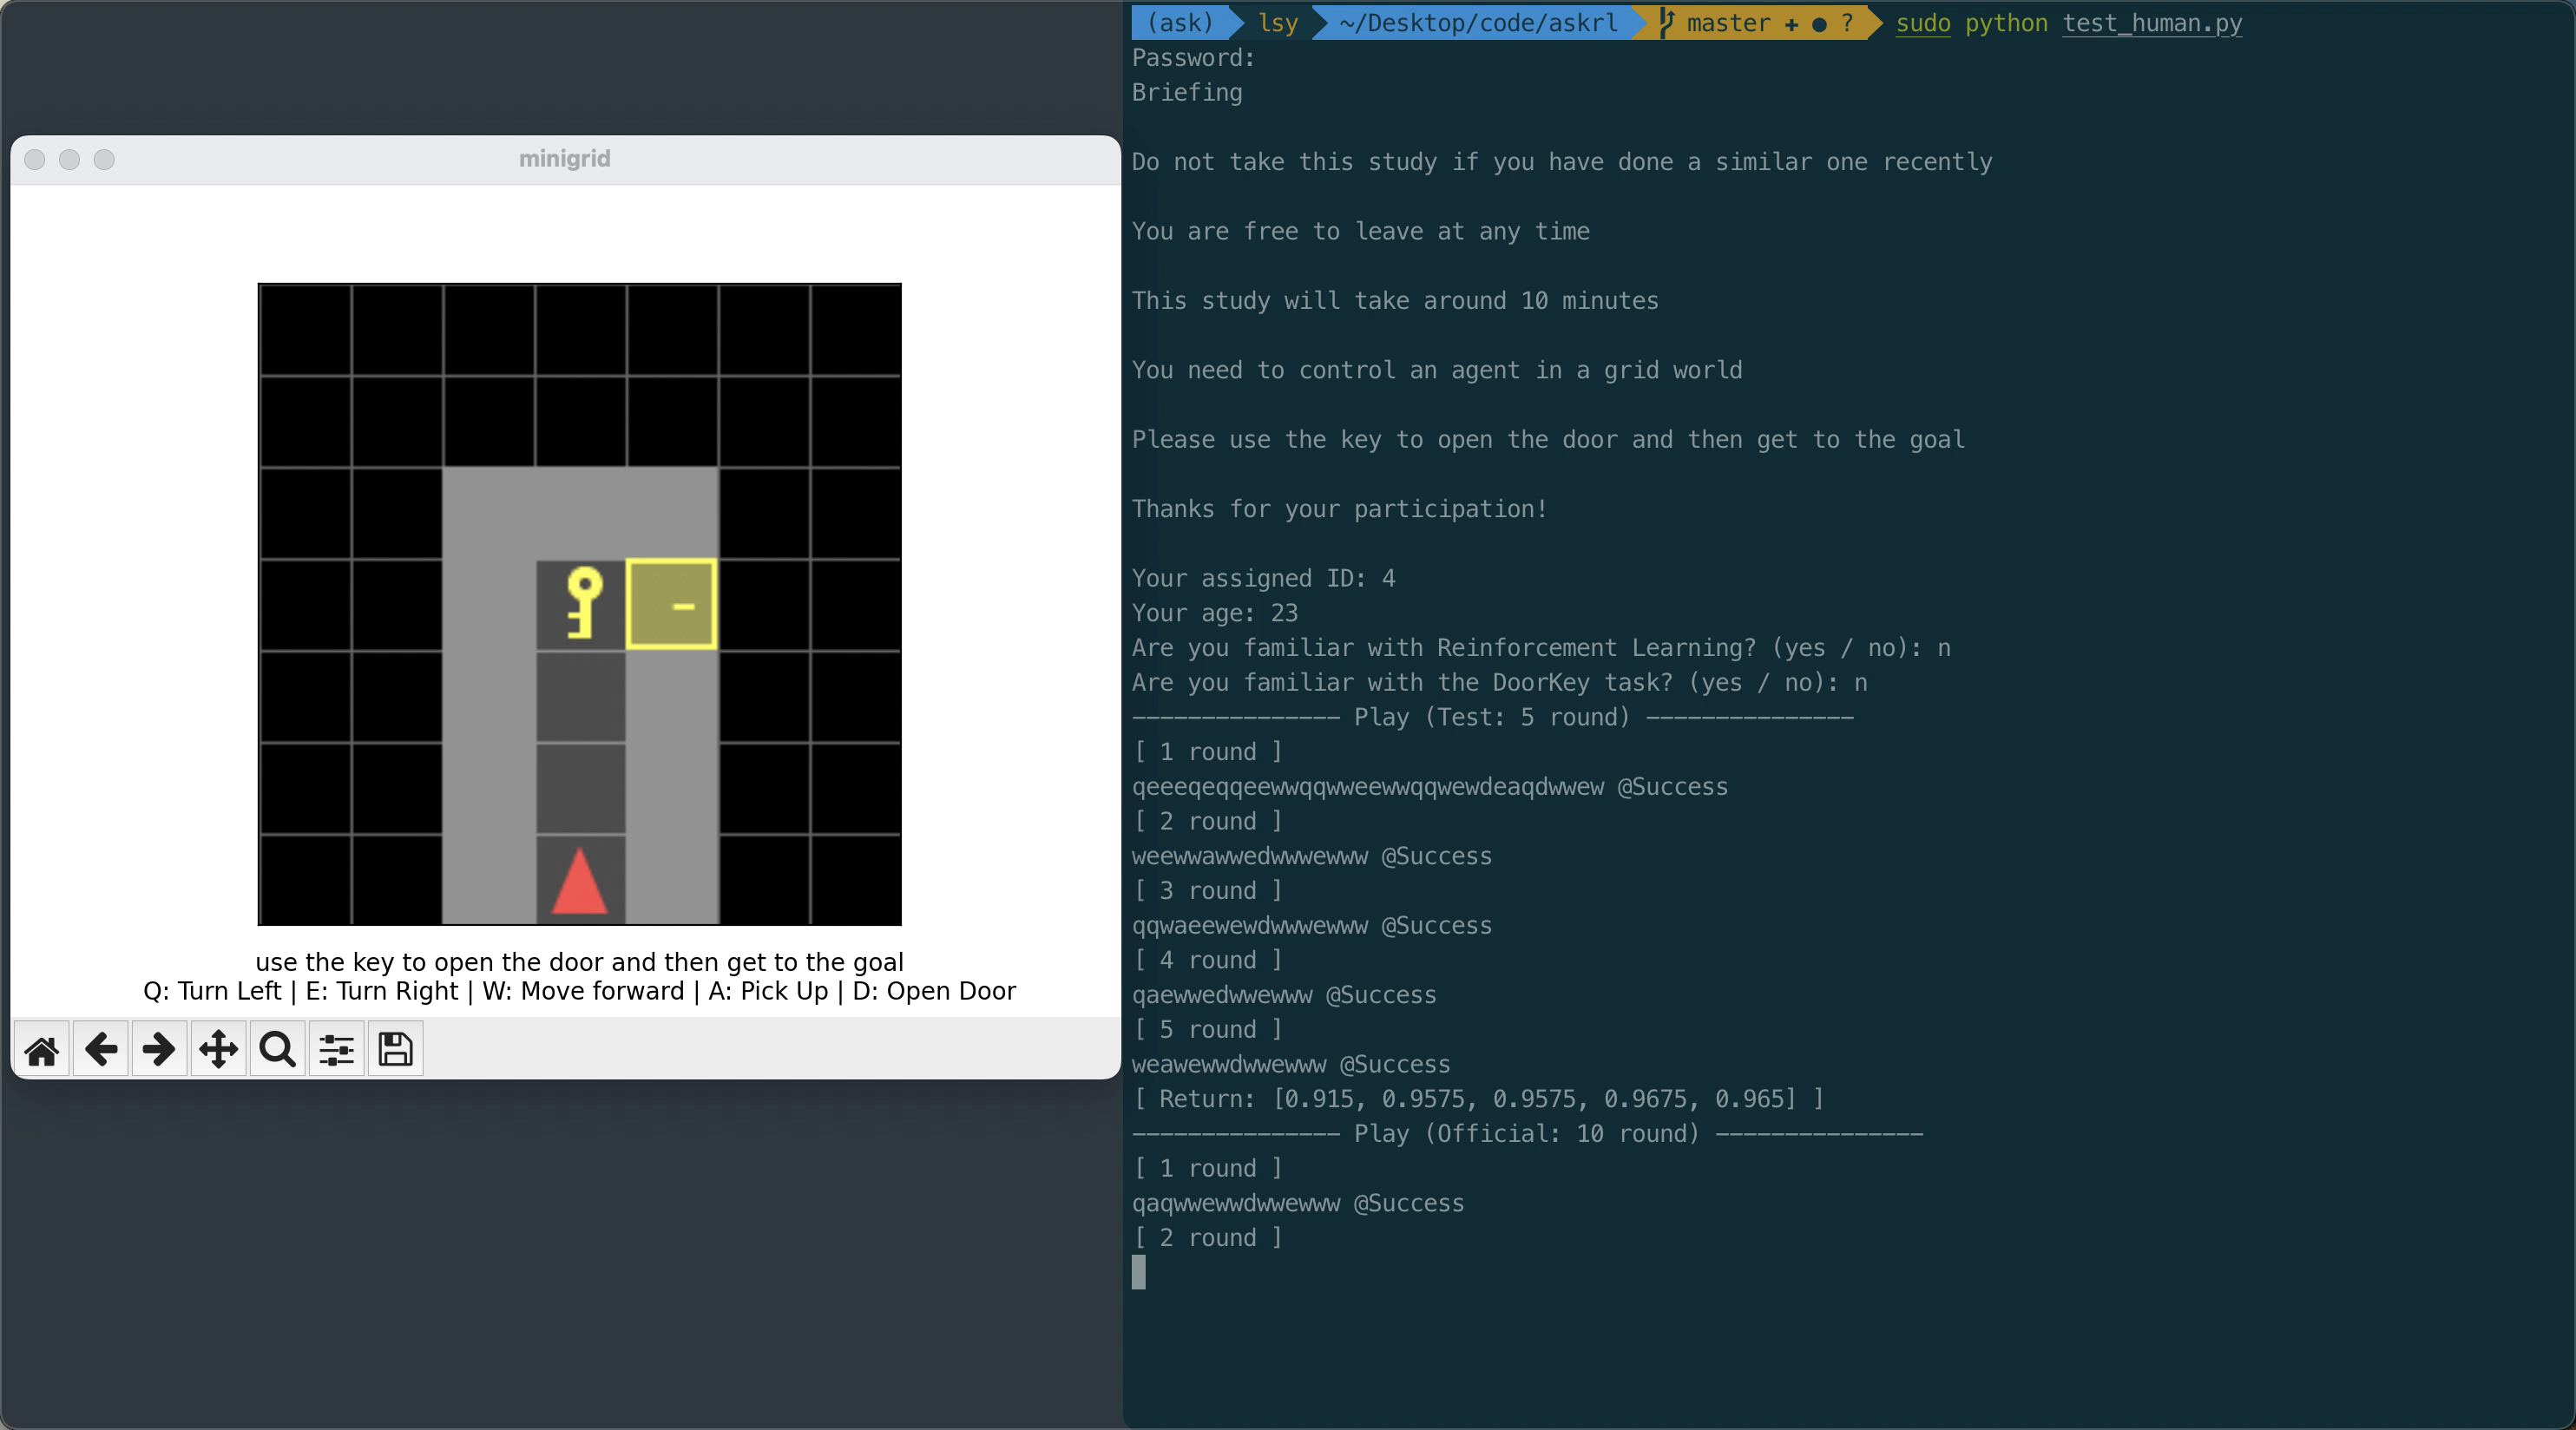 minigrid
use the key to open the door and then get to the goal
Q: Turn Left | E: Turn Right | W: Move forward | A: Pick Up | D: Open Door
(ask) lsy ~/Desktop/code/askrl master + ● ? sudo python test_human.py
Password:
Briefing
Do not take this study if you have done a similar one recently
You are free to leave at any time
This study will take around 10 minutes
You need to control an agent in a grid world
Please use the key to open the door and then get to the goal
Thanks for your participation!
Your assigned ID: 4
Your age: 23
Are you familiar with Reinforcement Learning? (yes / no): n
Are you familiar with the DoorKey task? (yes / no): n
--------------- Play (Test: 5 round) ---------------
[ 1 round ]
qeeeqeqqeewwqqwweewwqqwewdeaqdwwew @Success
[ 2 round ]
weewwawwedwwwewww @Success
[ 3 round ]
qqwaeewewdwwwewww @Success
[ 4 round ]
qaewwedwwewww @Success
[ 5 round ]
weawewwdwwewww @Success
[ Return: [0.915, 0.9575, 0.9575, 0.9675, 0.965] ]
--------------- Play (Official: 10 round) ---------------
[ 1 round ]
qaqwwewwdwwewww @Success
[ 2 round ]